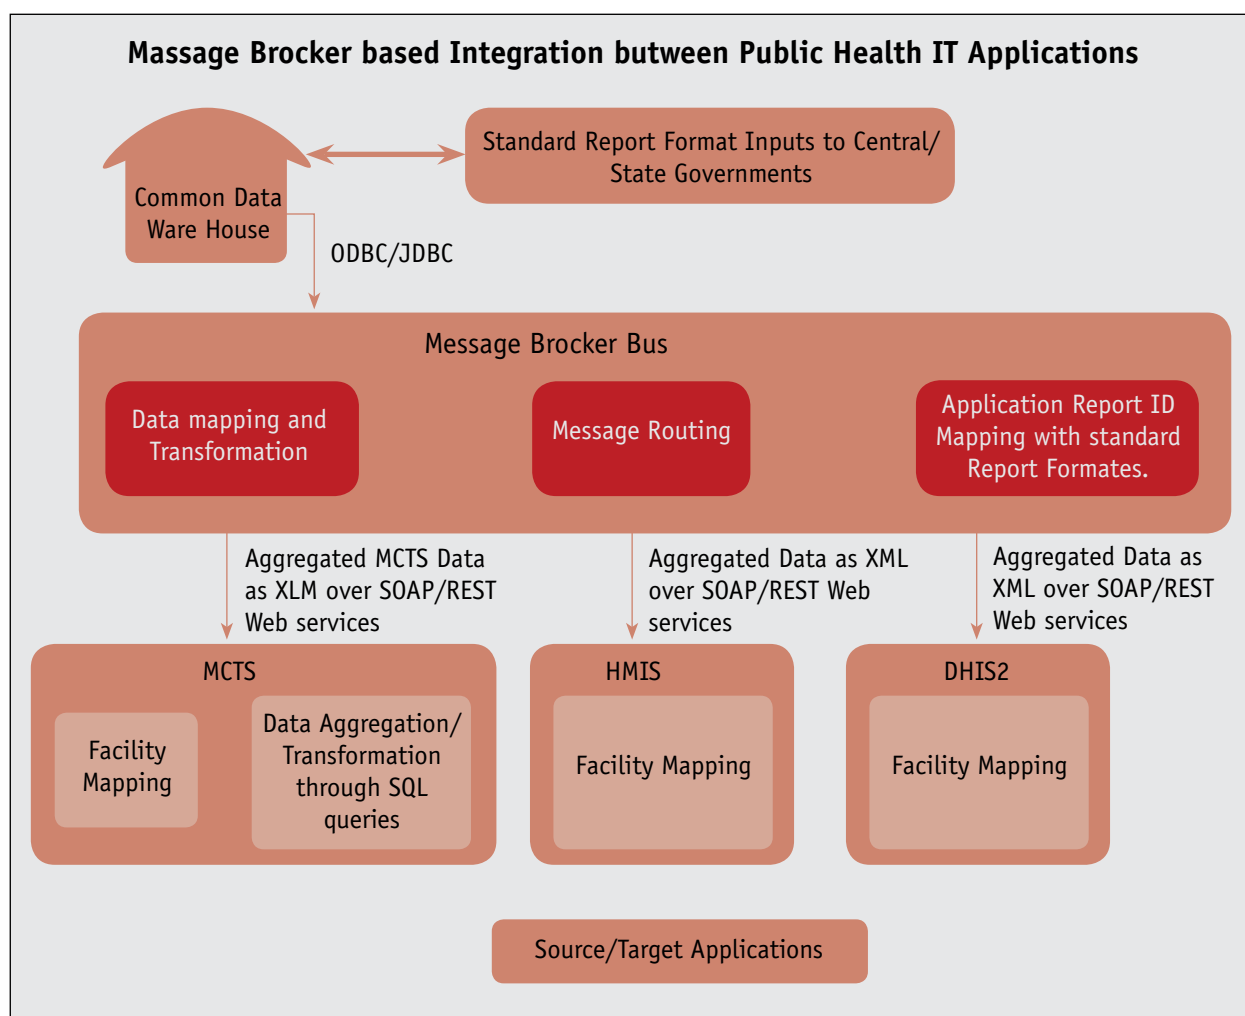 Massage Brocker based Integration butween Public Health IT Applications
Standard Report Format Inputs to Central/
State Governments
Common Data
Ware House
ODBC/JDBC
Message Brocker Bus
Data mapping and
Transformation
Message Routing
Application Report ID
Mapping with standard
Report Formates.
Aggregated MCTS Data
as XLM over SOAP/REST
Web services
Aggregated Data as XML
over SOAP/REST Web
services
Aggregated Data as
XML over SOAP/REST
Web services
MCTS
Facility
Mapping
Data Aggregation/
Transformation
through SQL
queries
HMIS
Facility Mapping
DHIS2
Facility Mapping
Source/Target Applications